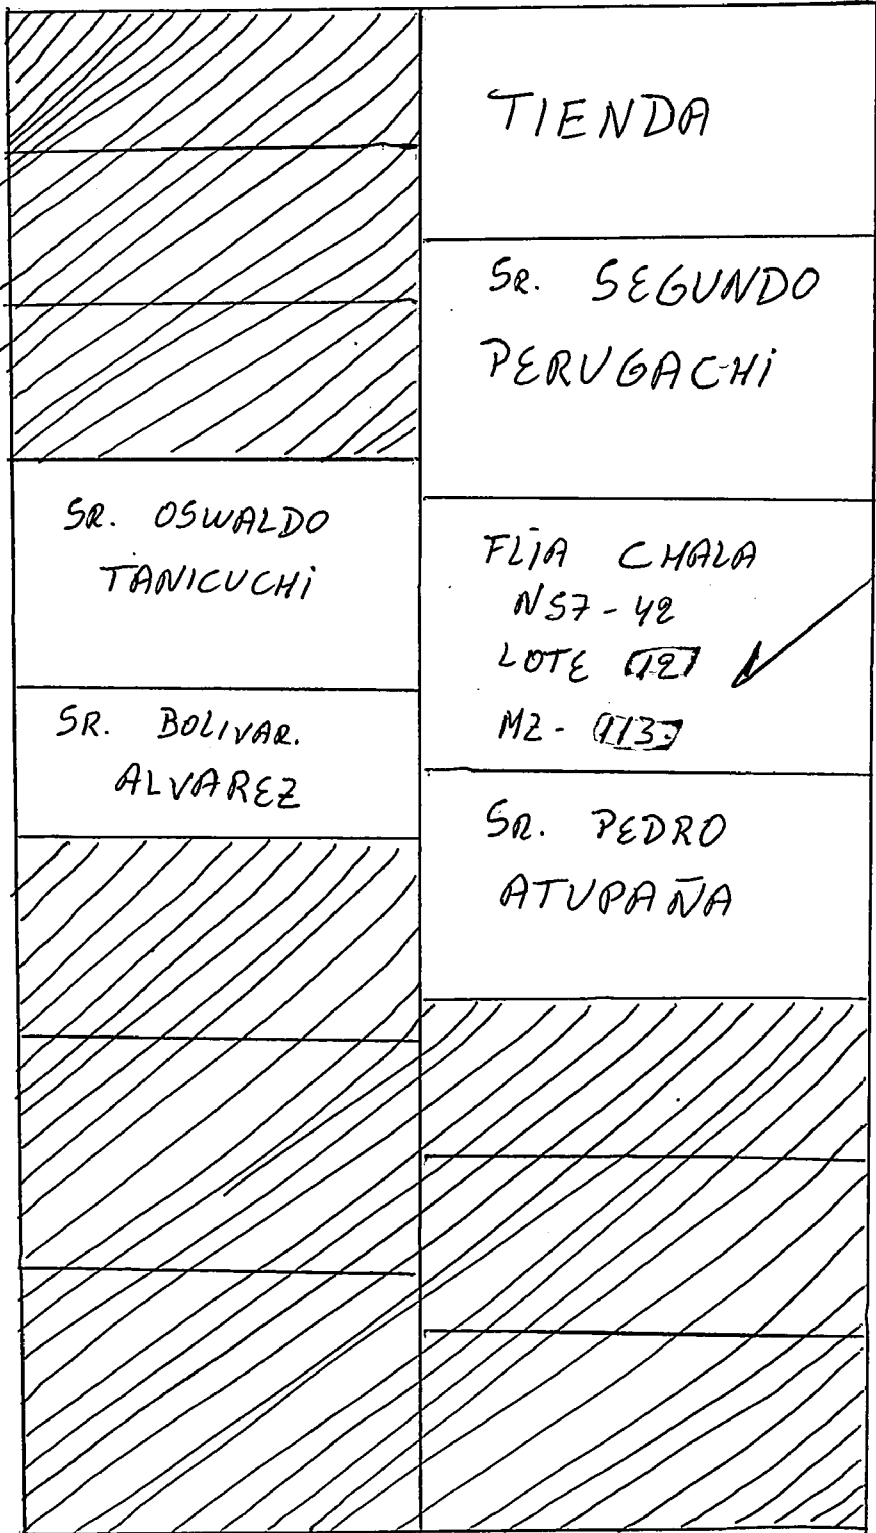 TIENDA
SR. SEGUNDO
PERUGACHI
SR. OSWALDO
TANICUCHI
FLIA CHALA
N57-42
LOTE 121
MZ-113
SR. BOLIVAR.
ALVAREZ
SR. PEDRO
ATUPAÑA